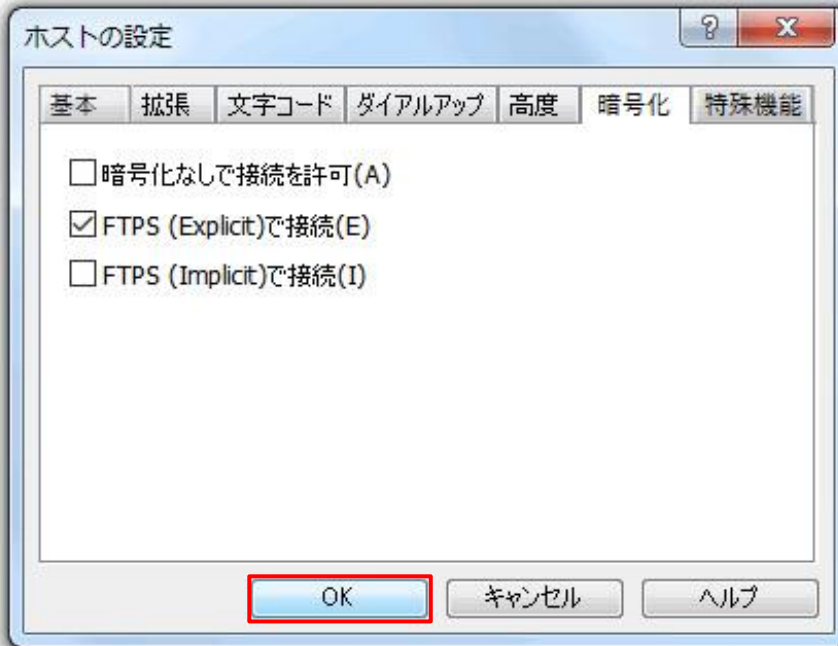 ホストの設定
基本 拡張 文字コード ダイアルアップ 高度 暗号化 特殊機能
暗号化なしで接続を許可(A)
FTPS (Explicit)で接続(E)
FTPS (Implicit)で接続(I)
OK キャンセル ヘルプ